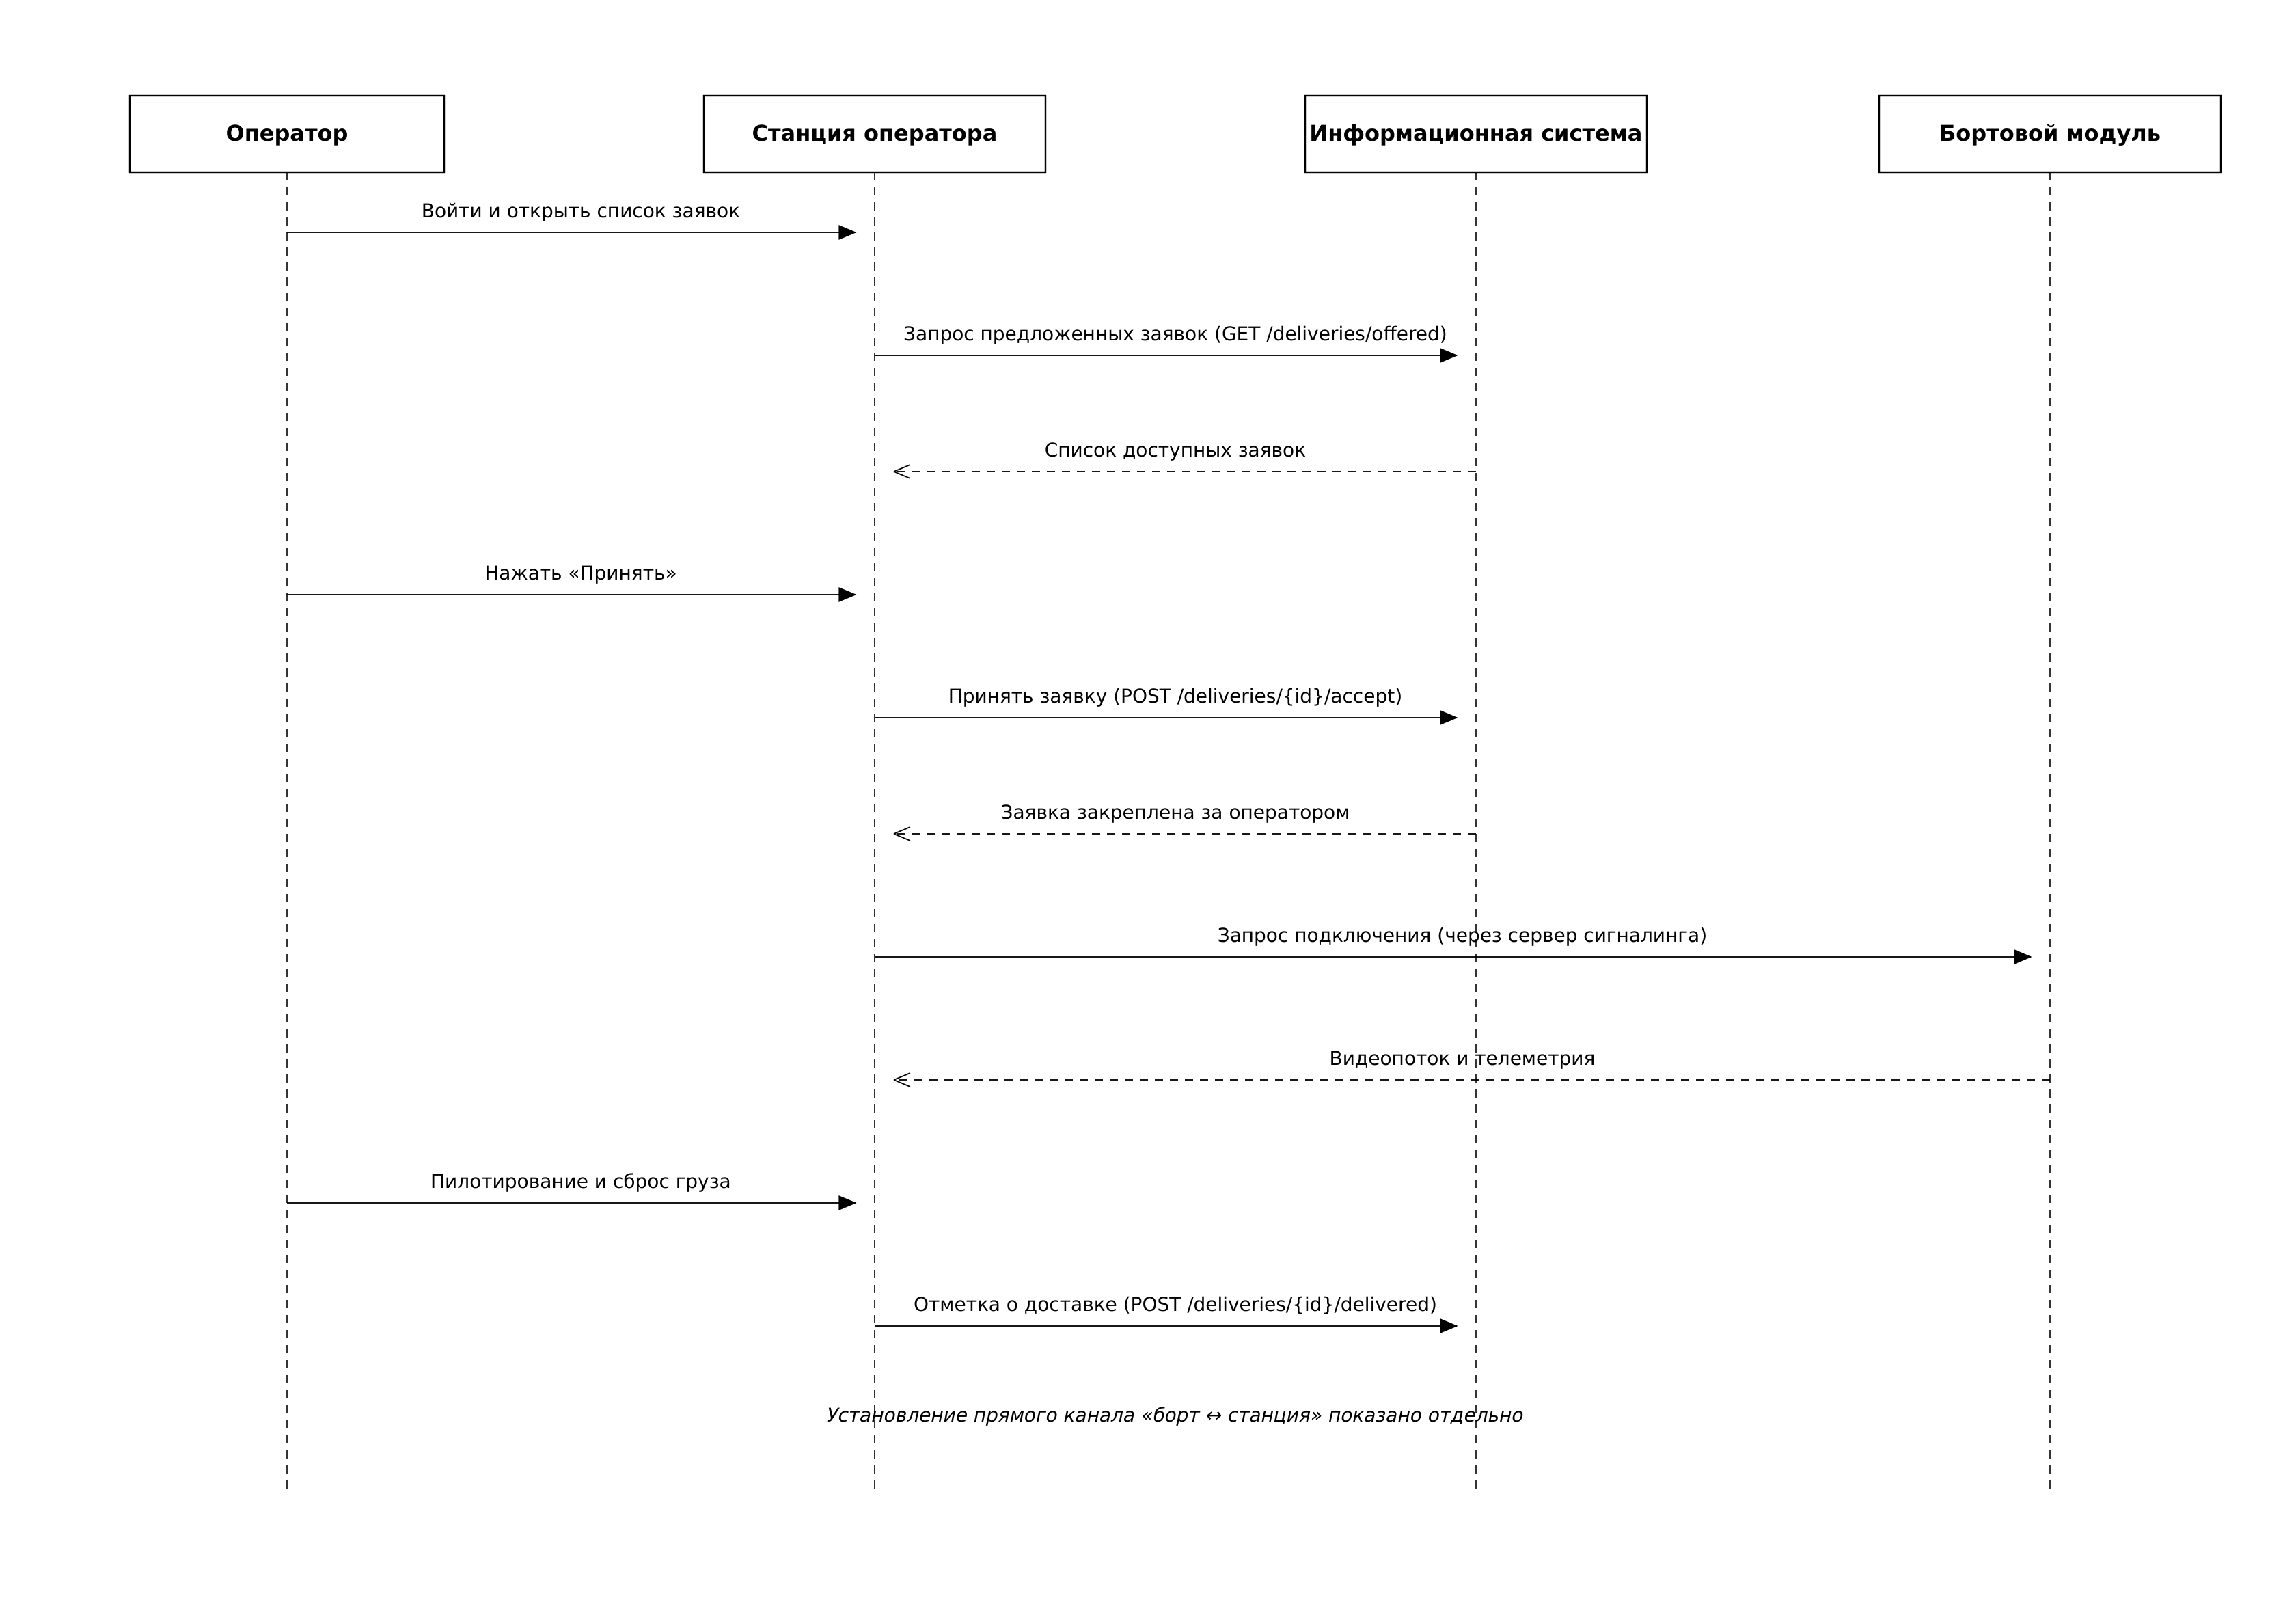 Оператор
Станция оператора
Информационная система
Бортовой модуль
Войти и открыть список заявок
Запрос предложенных заявок (GET /deliveries/offered)
Список доступных заявок
Нажать «Принять»
Принять заявку (POST /deliveries/{id}/accept)
Заявка закреплена за оператором
Запрос подключения (через сервер сигналинга)
Видеопоток и телеметрия
Пилотирование и сброс груза
Отметка о доставке (POST /deliveries/{id}/delivered)
Установление прямого канала «борт ↔ станция» показано отдельно